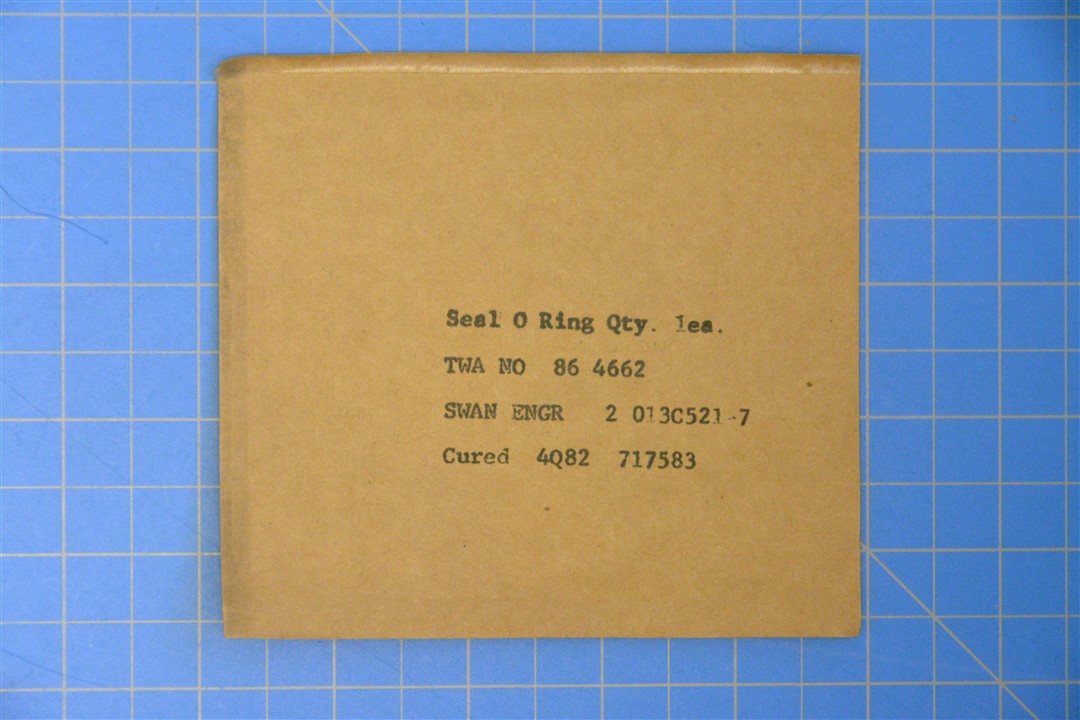 Seal O Ring Qty. 1ea.
TWA NO 86 4662
SWAN ENGR 2 013C521-7
Cured 4Q82 717583